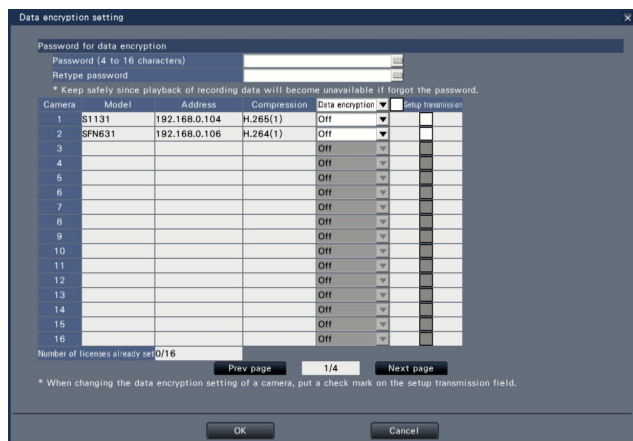 Data encryption setting
Password for data encryption
Password (4 to 16 characters)
Retype password
* Keep safely since playback of recording data will become unavailable if forgot the password.
Camera Model Address Compression Data encryption Setup transmission
1 S1131 192.168.0.104 H.265(1) Off
2 SFN631 192.168.0.106 H.264(1) Off
3 Off
4 Off
5 Off
6 Off
7 Off
8 Off
9 Off
10 Off
11 Off
12 Off
13 Off
14 Off
15 Off
16 Off
Number of licenses already set 0/16
Prev page 1/4 Next page
* When changing the data encryption setting of a camera, put a check mark on the setup transmission field.
OK Cancel